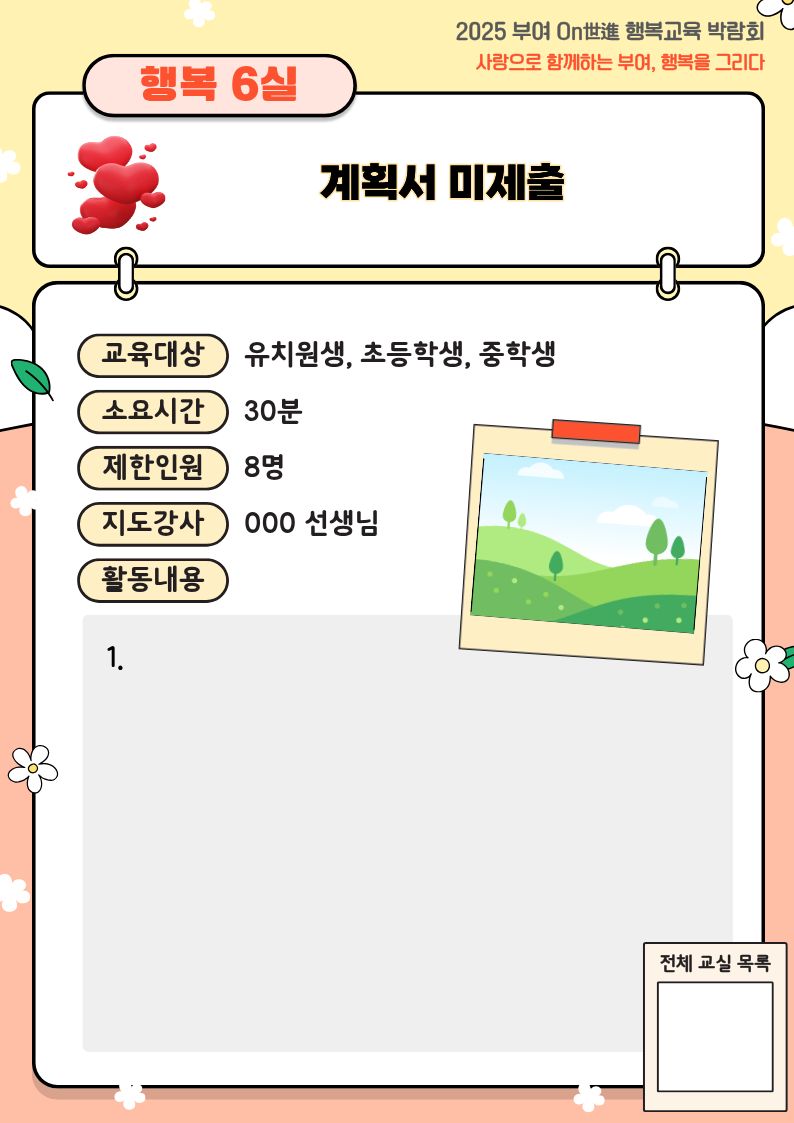 2025 부여 On世進 행복교육 박람회
사랑으로 함께하는 부여, 행복을 그리다
행복 6실
계획서 미제출
교육대상 유치원생, 초등학생, 중학생
소요시간 30분
제한인원 8명
지도강사 000 선생님
활동내용
1.
전체 교실 목록